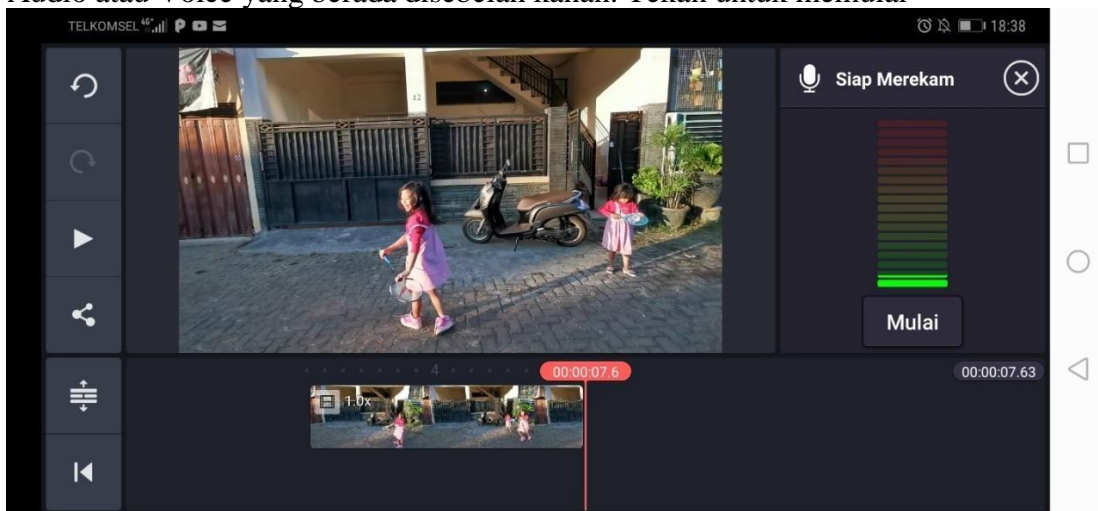 Audio atau Voice yang berada disebelah kanan. Tekan untuk memulai
TELKOMSEL 4G 18:38
Siap Merekam
12
Mulai
4 00:00:07.6 00:00:07.63
1.0x